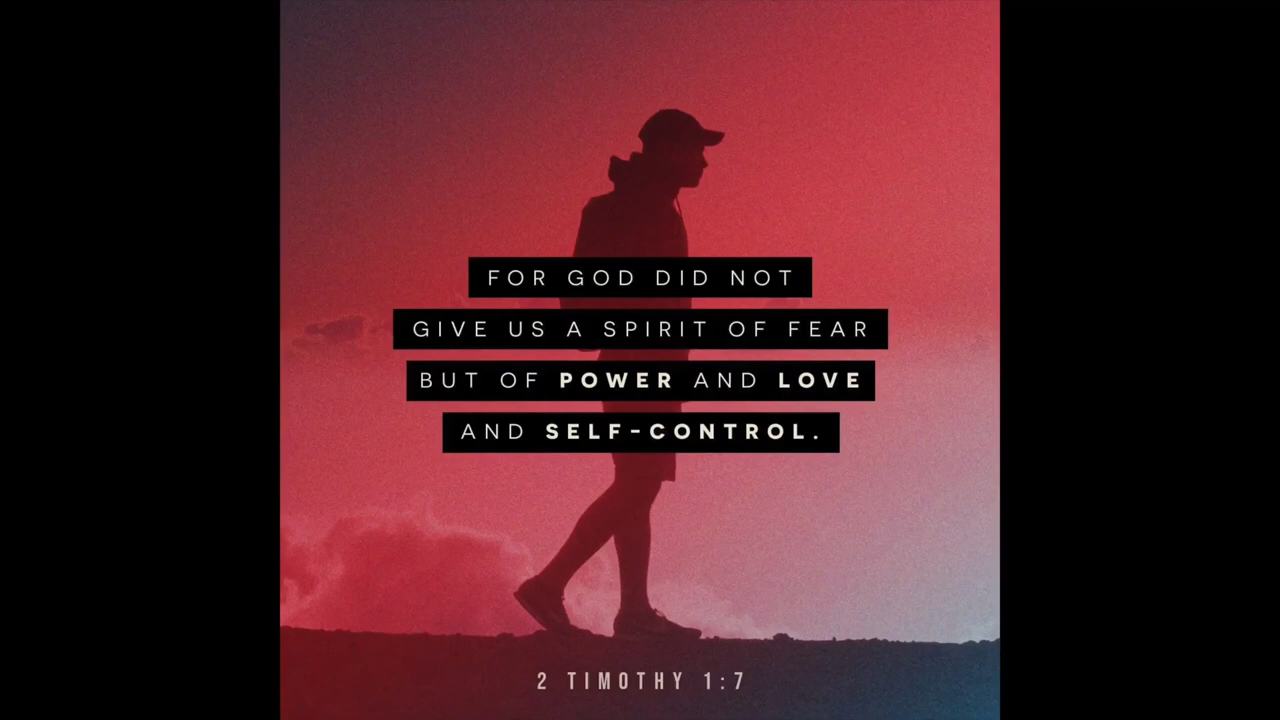 FOR GOD DID NOT
GIVE US A SPIRIT OF FEAR
BUT OF POWER AND LOVE
AND SELF-CONTROL.
2 TIMOTHY 1:7